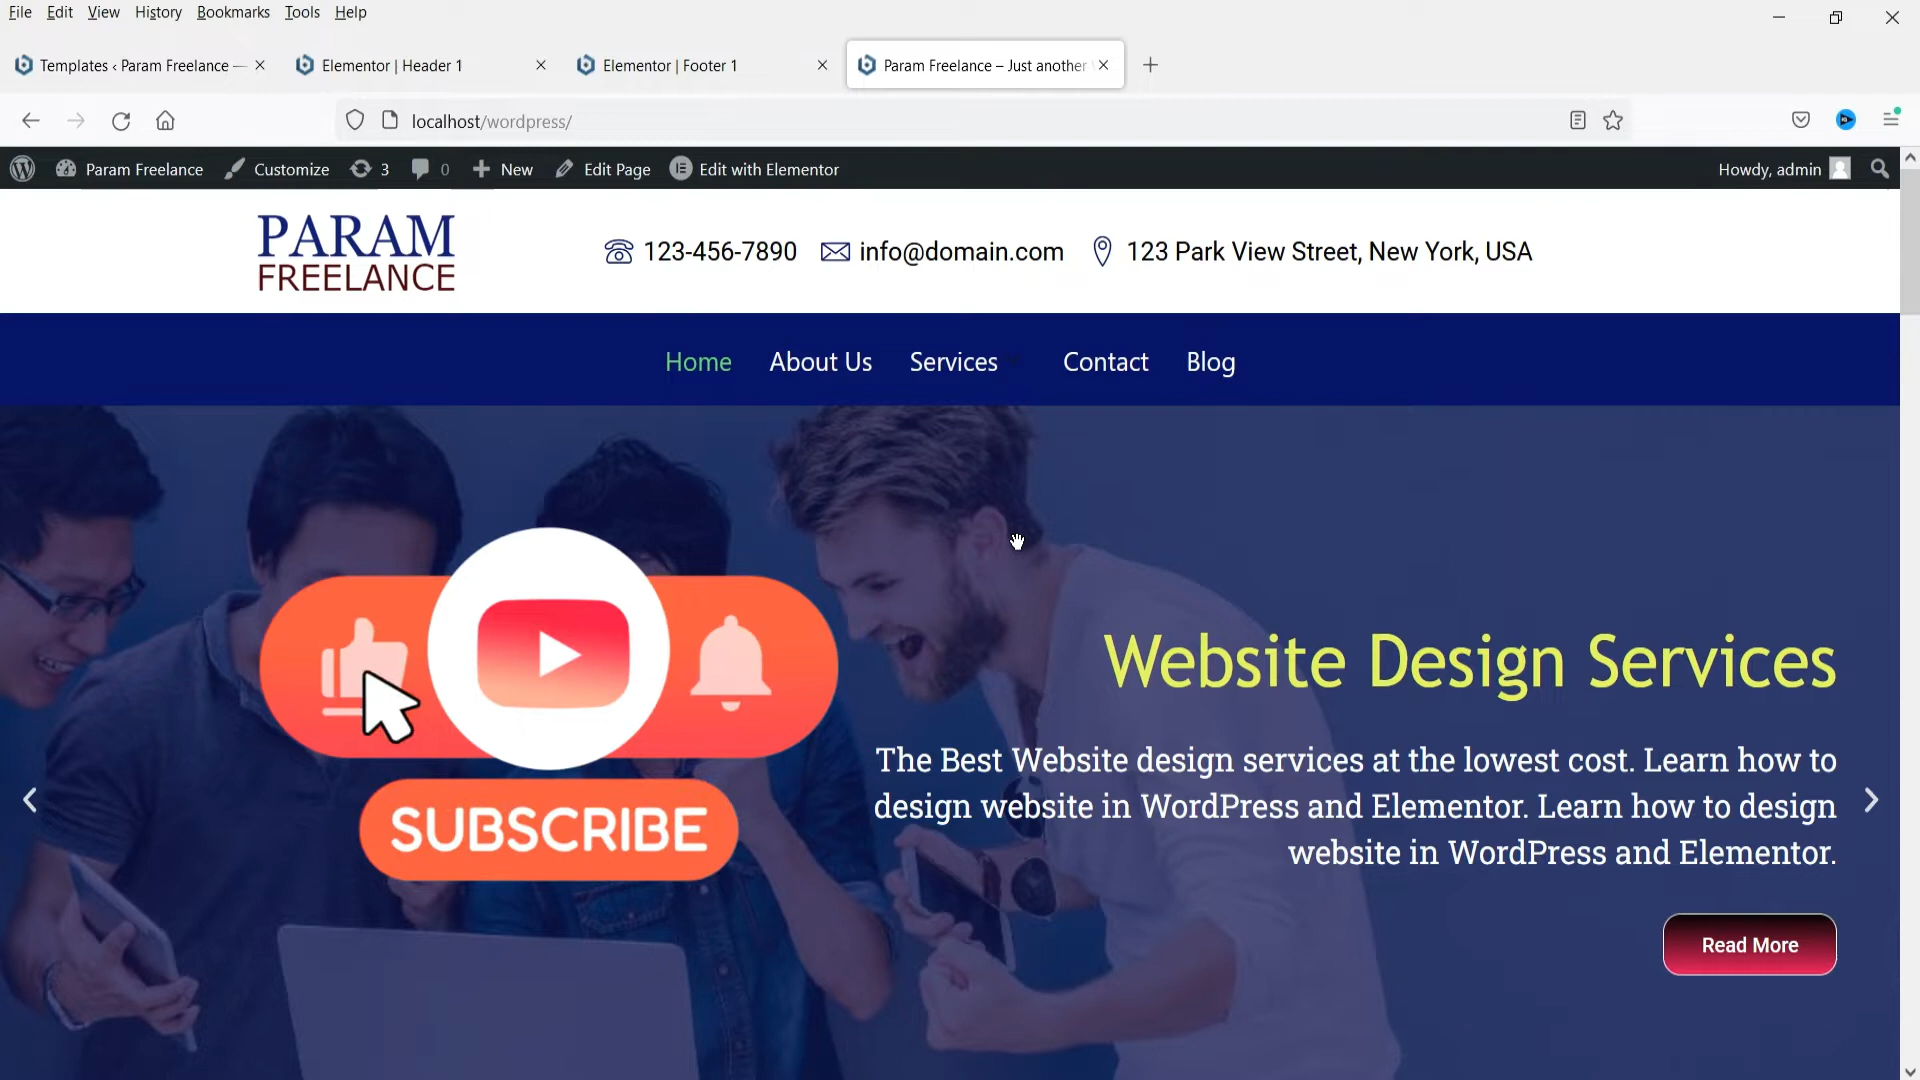 File Edit View History Bookmarks Tools Help
Templates ‹ Param Freelance —
Elementor | Header 1
Elementor | Footer 1
Param Freelance – Just another
localhost/wordpress/
Param Freelance Customize 3 0 New Edit Page Edit with Elementor Howdy, admin
PARAM
FREELANCE
123-456-7890 info@domain.com 123 Park View Street, New York, USA
Home About Us Services Contact Blog
Website Design Services
The Best Website design services at the lowest cost. Learn how to
design website in WordPress and Elementor. Learn how to design
website in WordPress and Elementor.
SUBSCRIBE
Read More